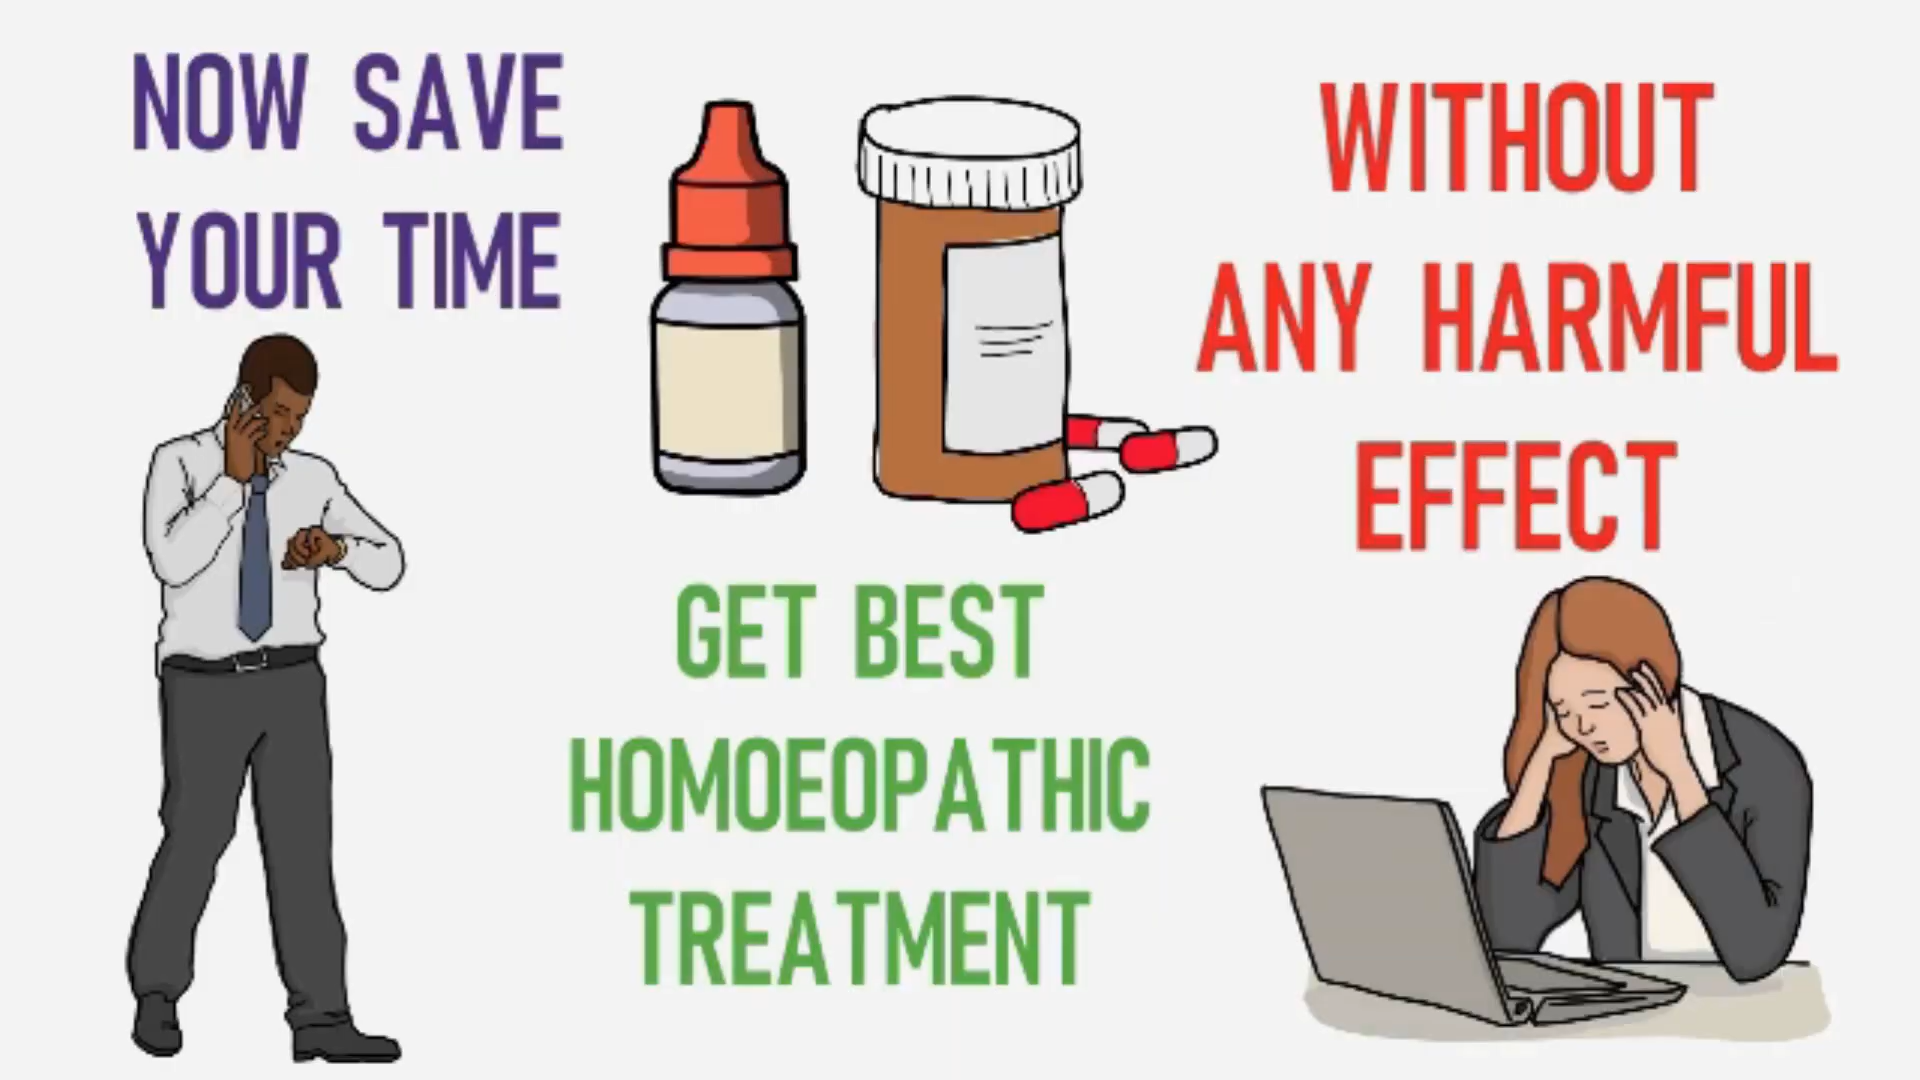 NOW SAVE
YOUR TIME
WITHOUT
ANY HARMFUL
EFFECT
GET BEST
HOMOEOPATHIC
TREATMENT